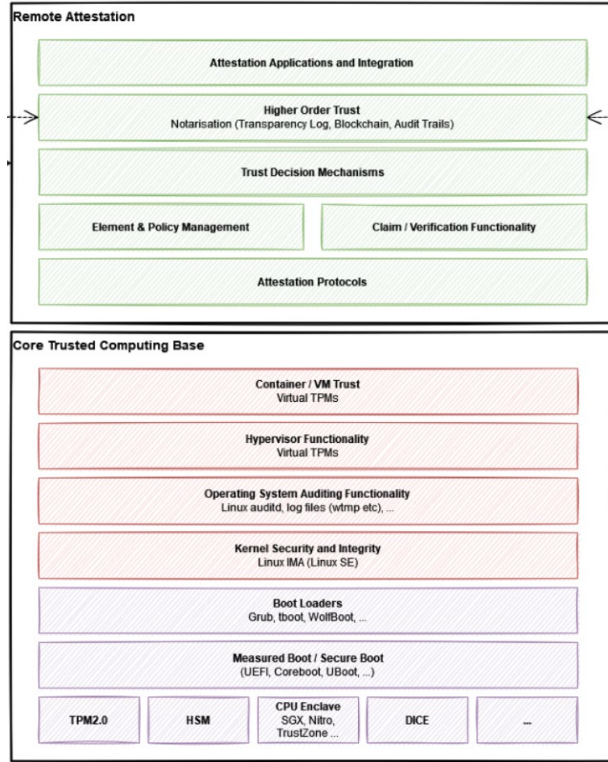 Remote Attestation
Attestation Applications and Integration
Higher Order Trust
Notarisation (Transparency Log, Blockchain, Audit Trails)
Trust Decision Mechanisms
Element & Policy Management
Claim / Verification Functionality
Attestation Protocols
Core Trusted Computing Base
Container / VM Trust
Virtual TPMs
Hypervisor Functionality
Virtual TPMs
Operating System Auditing Functionality
Linux auditd, log files (wtmp etc), ...
Kernel Security and Integrity
Linux IMA (Linux SE)
Boot Loaders
Grub, tboot, WolfBoot, ...
Measured Boot / Secure Boot
(UEFI, Coreboot, UBoot, ...)
TPM2.0
HSM
CPU Enclave
SGX, Nitro,
TrustZone ...
DICE
...